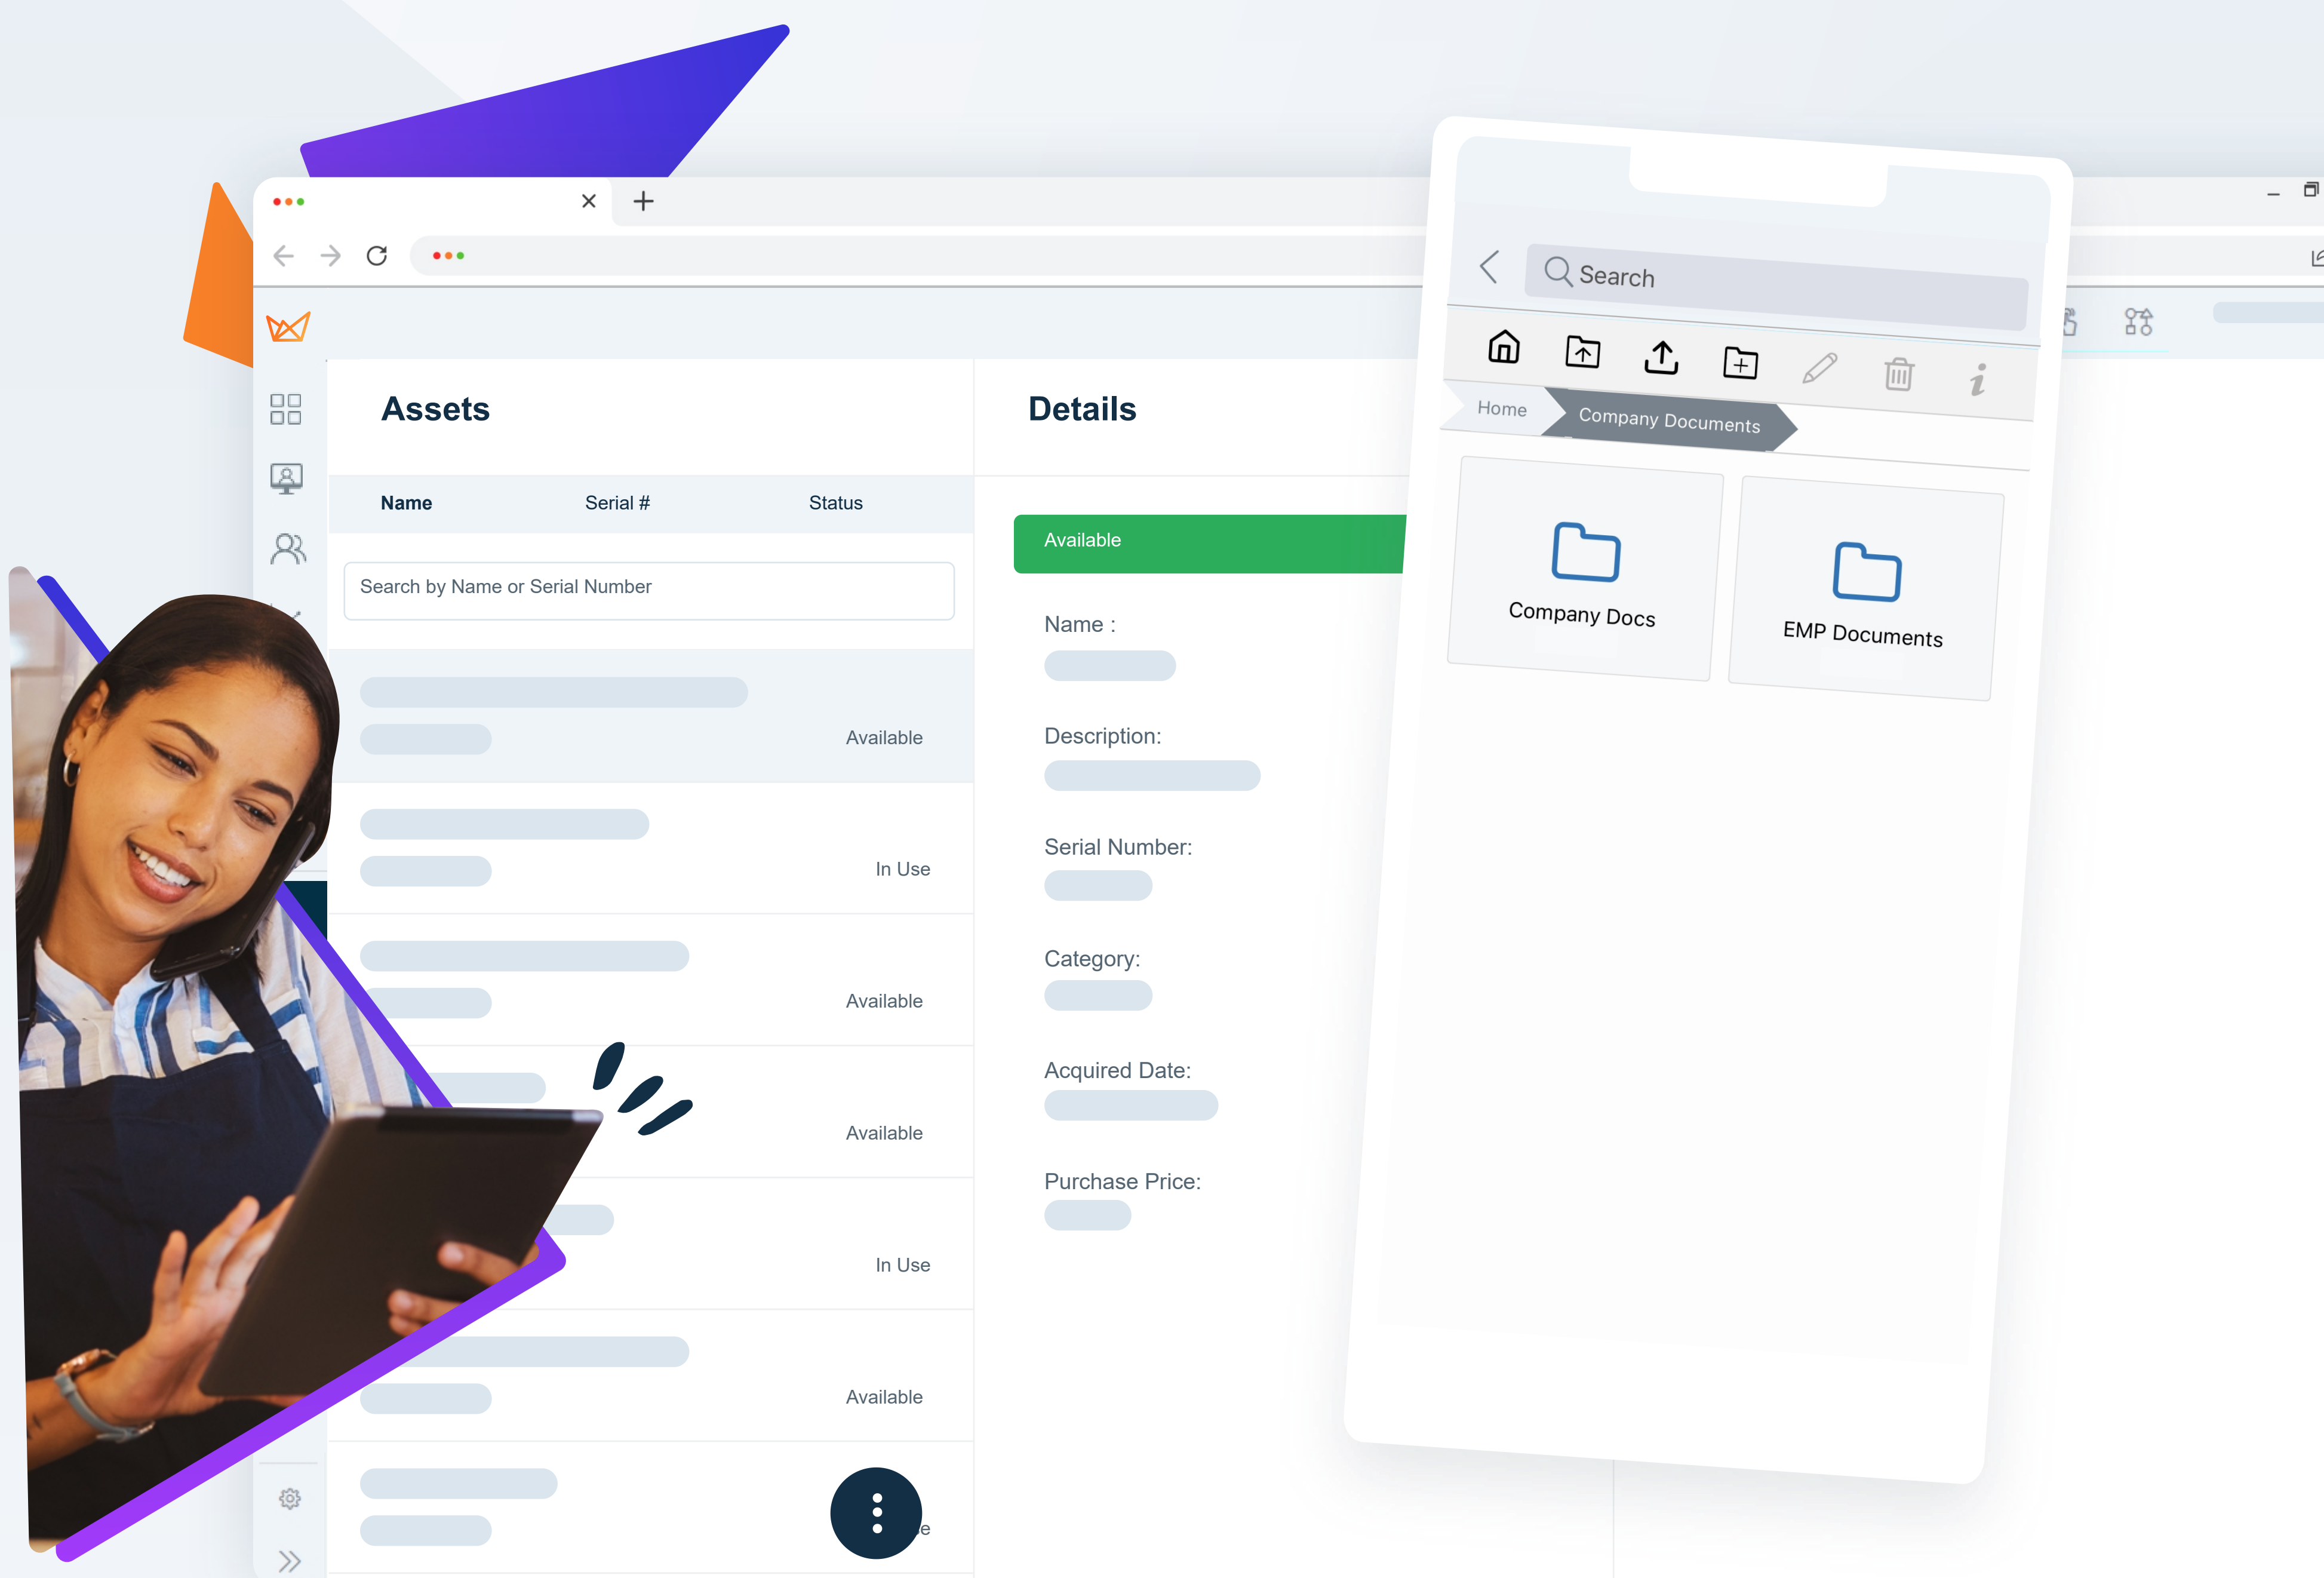 Assets
Name Serial # Status
Search by Name or Serial Number
Available
In Use
Available
Available
In Use
Available
Details
Available
Name :
Description:
Serial Number:
Category:
Acquired Date:
Purchase Price:
Search
Home Company Documents
Company Docs
EMP Documents